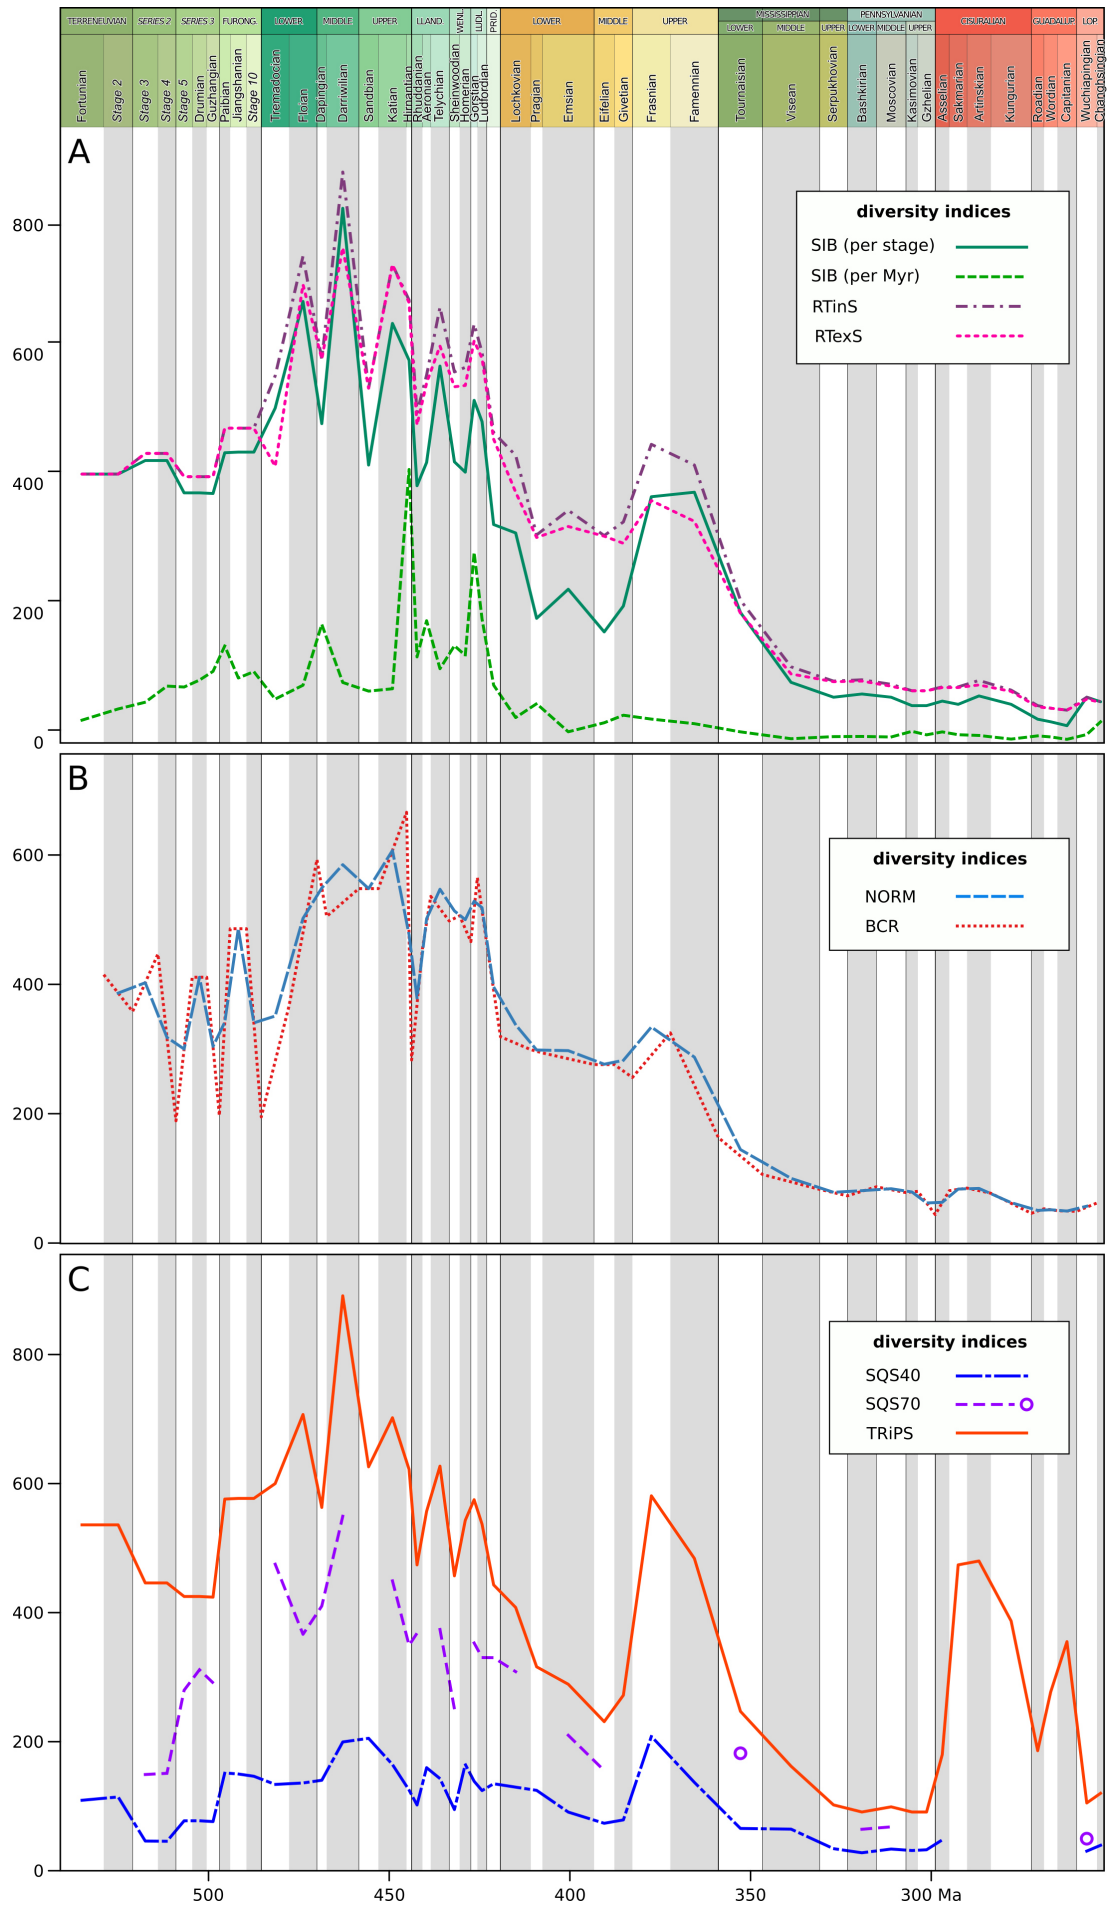 TERRENEUVIAN SERIES 2 SERIES 3 FURONG. LOWER MIDDLE UPPER LLAND. WENL. LUDL. PRID. LOWER MIDDLE UPPER MISSISSIPPIAN PENNSYLVANIAN CISURALIAN GUADALUP. LOP.
LOWER MIDDLE UPPER LOWER MIDDLE UPPER
Fortunian
Stage 2
Stage 3
Stage 4
Stage 5
Drumian
Guzhangian
Paibian
Jiangshanian
Stage 10
Tremadocian
Floian
Dapingian
Darriwilian
Sandbian
Katian
Hirnantian
Rhuddanian
Aeronian
Telychian
Sheinwoodian
Homerian
Gorstian
Ludfordian
Lochkovian
Pragian
Emsian
Eifelian
Givetian
Frasnian
Famennian
Tournaisian
Visean
Serpukhovian
Bashkirian
Moscovian
Kasimovian
Gzhelian
Asselian
Sakmarian
Artinskian
Kungurian
Roadian
Wordian
Capitanian
Wuchiapingian
Changhsingian
A
800
600
400
200
0
diversity indices
SIB (per stage)
SIB (per Myr)
RTinS
RTexS
B
600
400
200
0
diversity indices
NORM
BCR
C
800
600
400
200
0
diversity indices
SQS40
SQS70
TRiPS
500 450 400 350 300 Ma